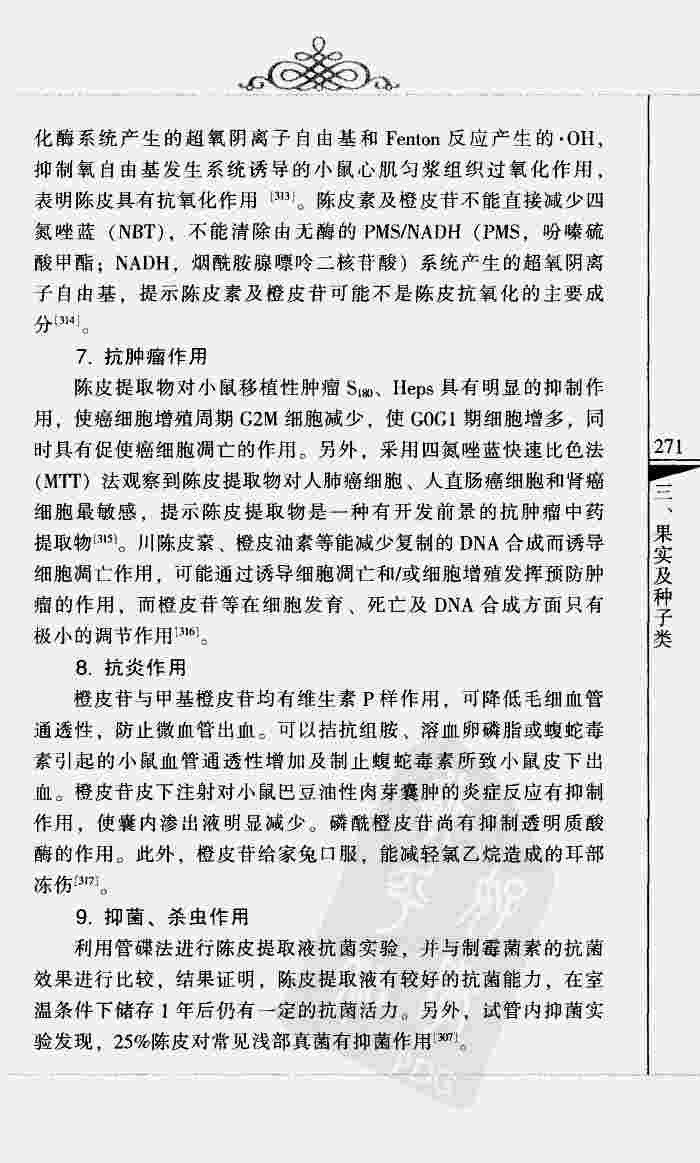 化酶系统产生的超氧阴离子自由基和 Fenton 反应产生的·OH，
抑制氧自由基发生系统诱导的小鼠心肌匀浆组织过氧化作用，
表明陈皮具有抗氧化作用 [313]。陈皮素及橙皮苷不能直接减少四
氮唑蓝 (NBT)，不能清除由无酶的 PMS/NADH (PMS，吩嗪硫
酸甲酯；NADH，烟酰胺腺嘌呤二核苷酸) 系统产生的超氧阴离
子自由基，提示陈皮素及橙皮苷可能不是陈皮抗氧化的主要成
分[314]。
7. 抗肿瘤作用
陈皮提取物对小鼠移植性肿瘤 S180、Heps 具有明显的抑制作
用，使癌细胞增殖周期 G2M 细胞减少，使 G0G1 期细胞增多，同
时具有促使癌细胞凋亡的作用。另外，采用四氮唑蓝快速比色法
(MTT) 法观察到陈皮提取物对人肺癌细胞、人直肠癌细胞和肾癌
细胞最敏感，提示陈皮提取物是一种有开发前景的抗肿瘤中药
提取物[315]。川陈皮素、橙皮油素等能减少复制的 DNA 合成而诱导
细胞凋亡作用，可能通过诱导细胞凋亡和/或细胞增殖发挥预防肿
瘤的作用，而橙皮苷等在细胞发育、死亡及 DNA 合成方面只有
极小的调节作用[316]。
8. 抗炎作用
橙皮苷与甲基橙皮苷均有维生素 P 样作用，可降低毛细血管
通透性，防止微血管出血。可以拮抗组胺、溶血卵磷脂或蝮蛇毒
素引起的小鼠血管通透性增加及制止蝮蛇毒素所致小鼠皮下出
血。橙皮苷皮下注射对小鼠巴豆油性肉芽囊肿的炎症反应有抑制
作用，使囊内渗出液明显减少。磷酰橙皮苷尚有抑制透明质酸
酶的作用。此外，橙皮苷给家兔口服，能减轻氯乙烷造成的耳部
冻伤[317]。
9. 抑菌、杀虫作用
利用管碟法进行陈皮提取液抗菌实验，并与制霉菌素的抗菌
效果进行比较，结果证明，陈皮提取液有较好的抗菌能力，在室
温条件下储存 1 年后仍有一定的抗菌活力。另外，试管内抑菌实
验发现，25%陈皮对常见浅部真菌有抑菌作用[307]。
271
三、果实及种子类
PDG